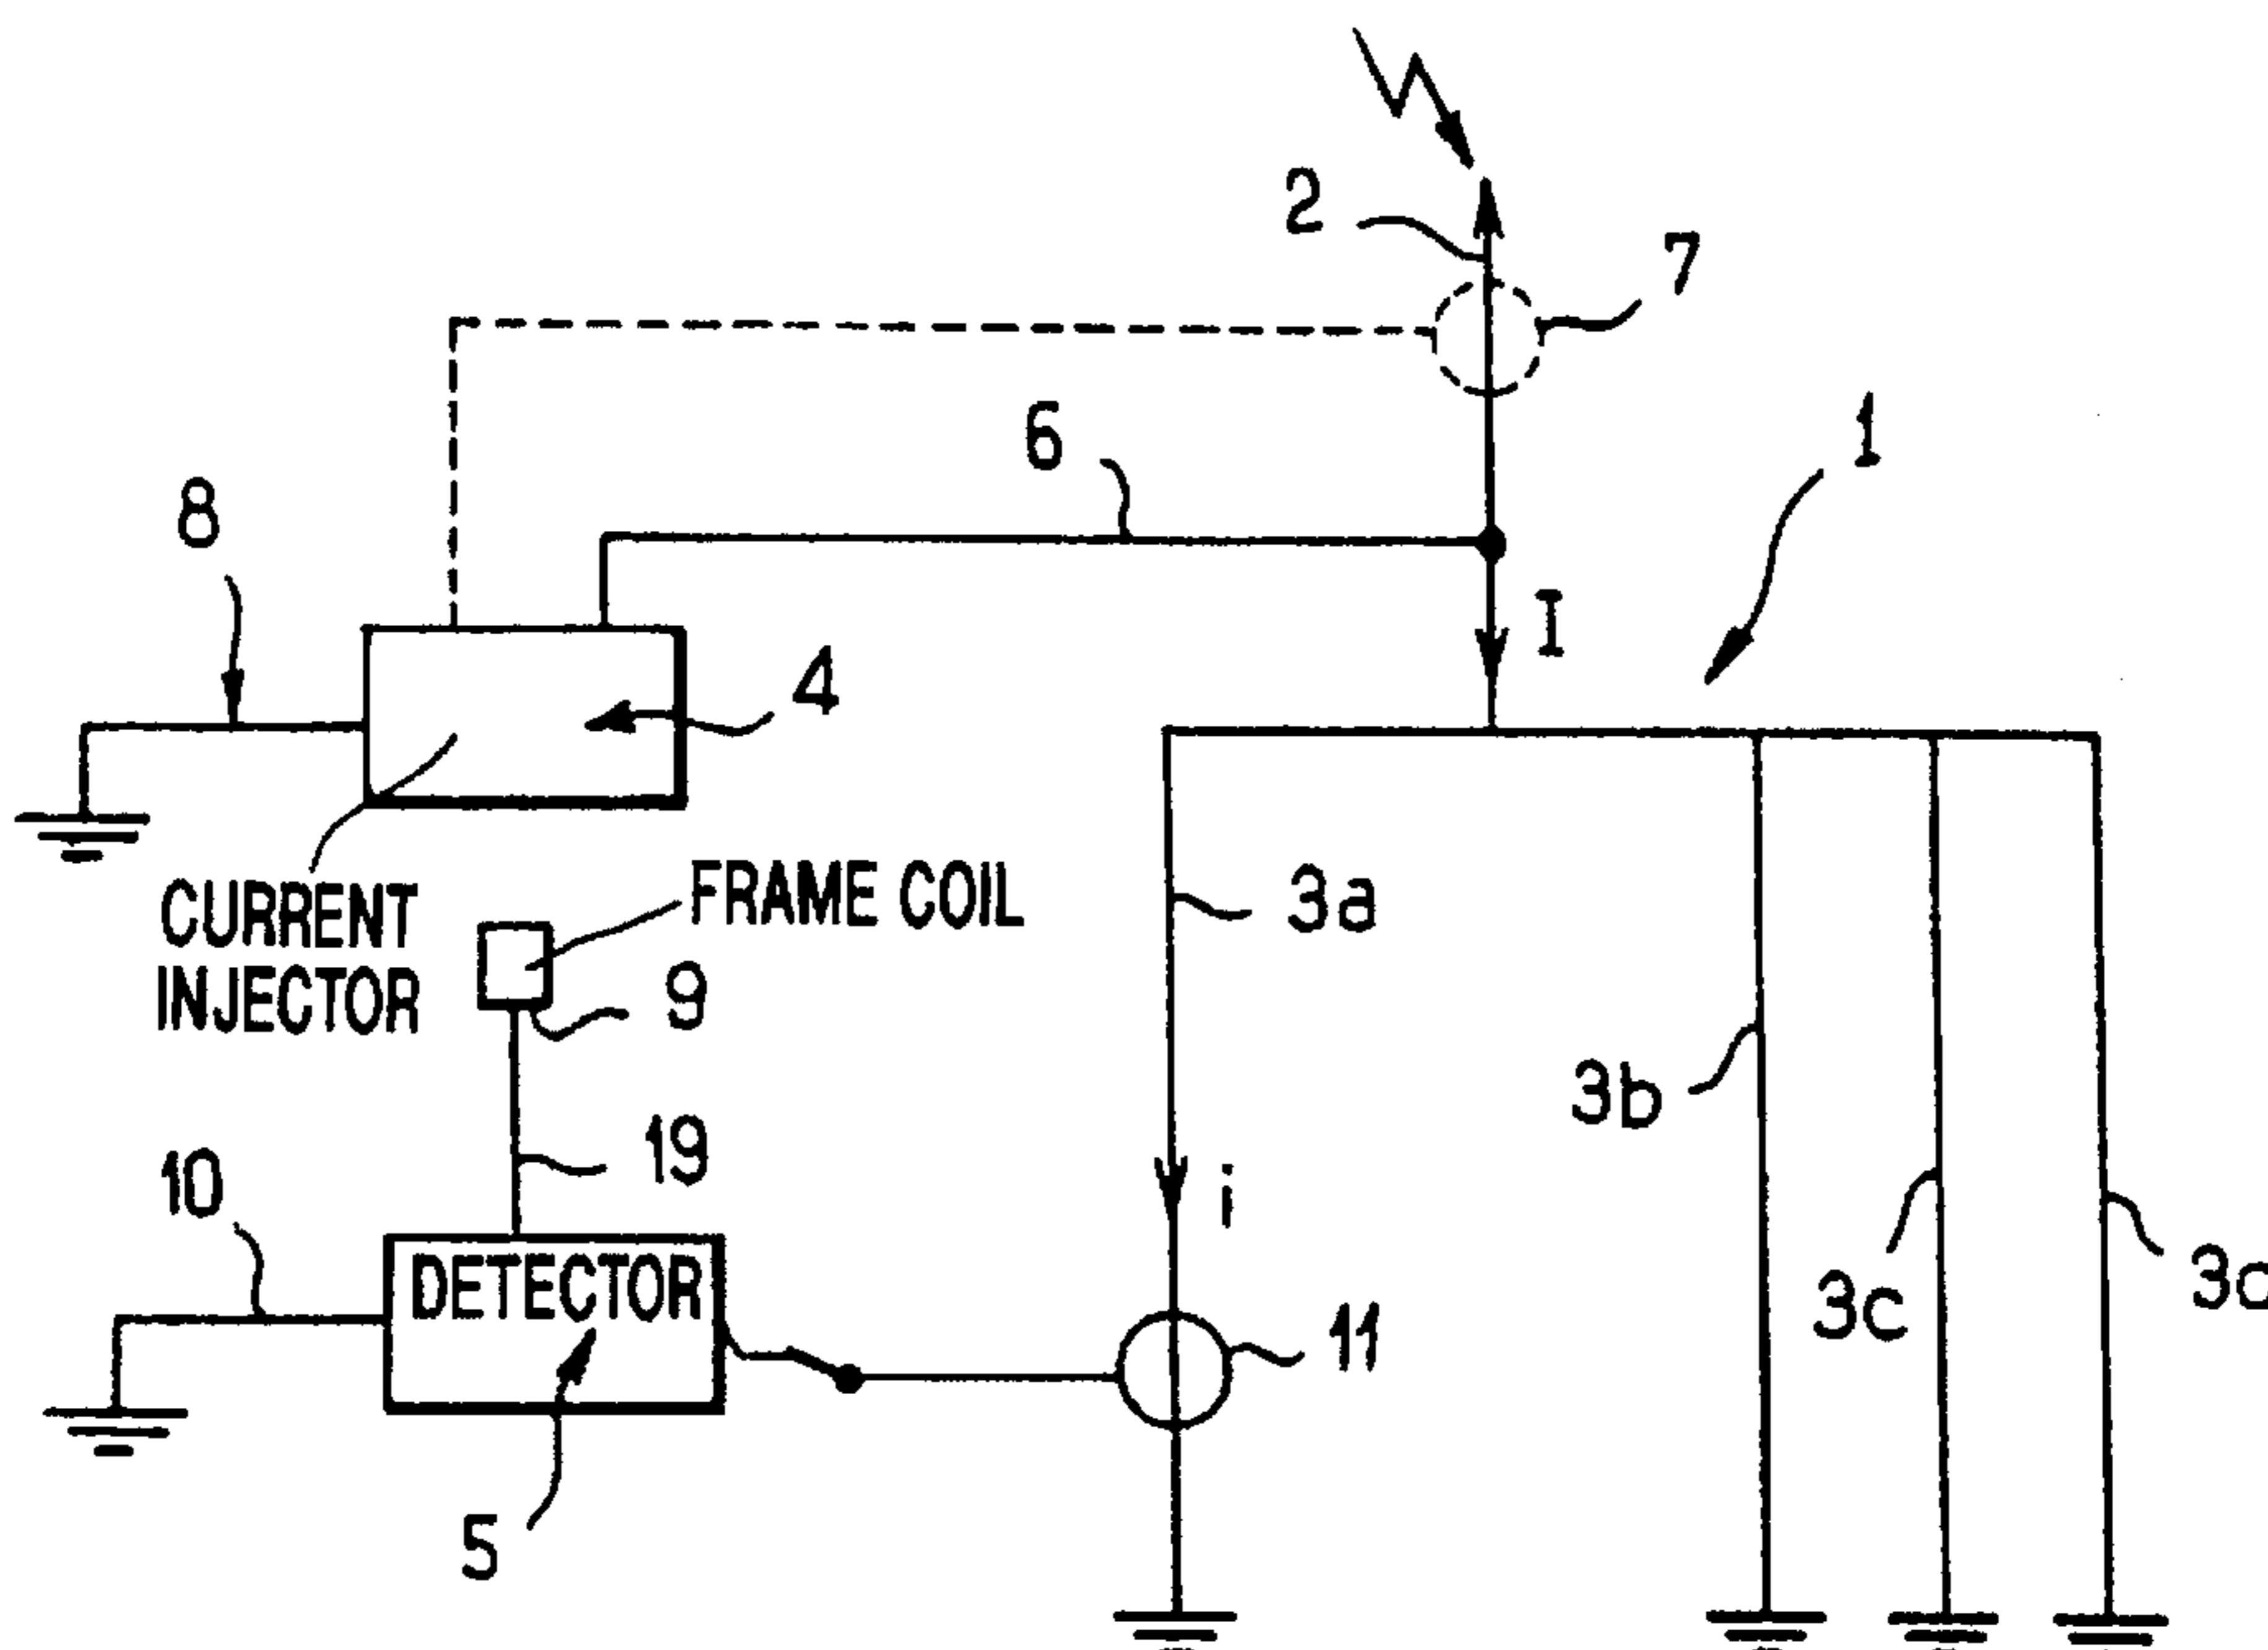 2
7
1
6
8
I
4
3a
FRAME COIL
CURRENT
INJECTOR
9
3b
19
10
i
3c
DETECTOR
11
5